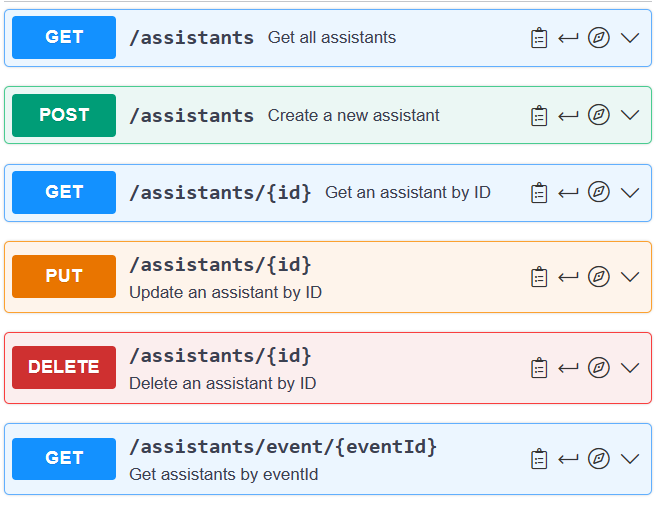 GET /assistants Get all assistants
POST /assistants Create a new assistant
GET /assistants/{id} Get an assistant by ID
PUT /assistants/{id}
Update an assistant by ID
DELETE /assistants/{id}
Delete an assistant by ID
GET /assistants/event/{eventId}
Get assistants by eventId